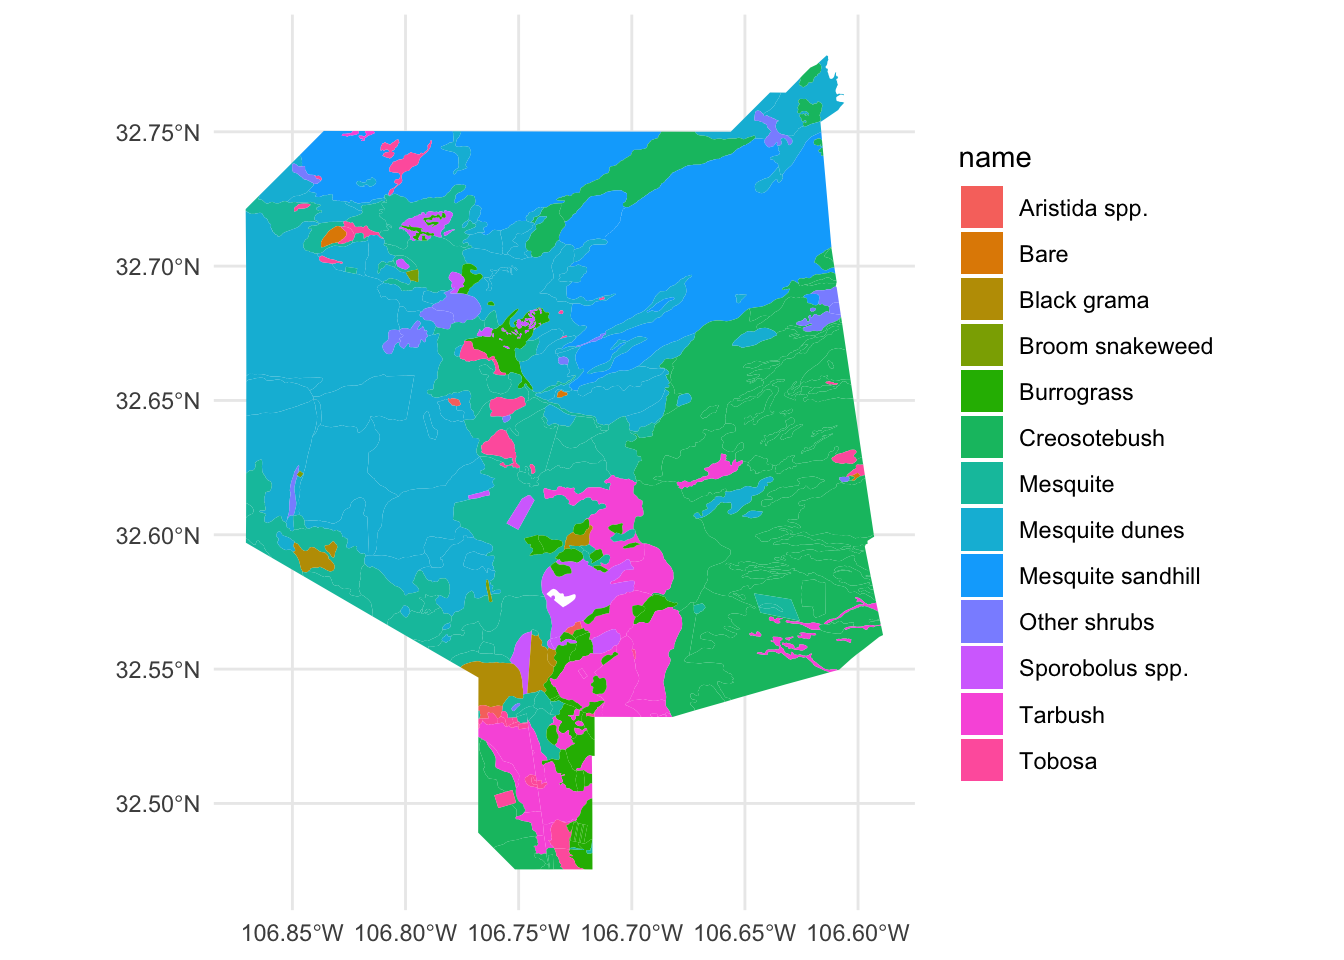 32.75°N
32.70°N
32.65°N
32.60°N
32.55°N
32.50°N
106.85°W 106.80°W 106.75°W 106.70°W 106.65°W 106.60°W
name
Aristida spp.
Bare
Black grama
Broom snakeweed
Burrograss
Creosotebush
Mesquite
Mesquite dunes
Mesquite sandhill
Other shrubs
Sporobolus spp.
Tarbush
Tobosa